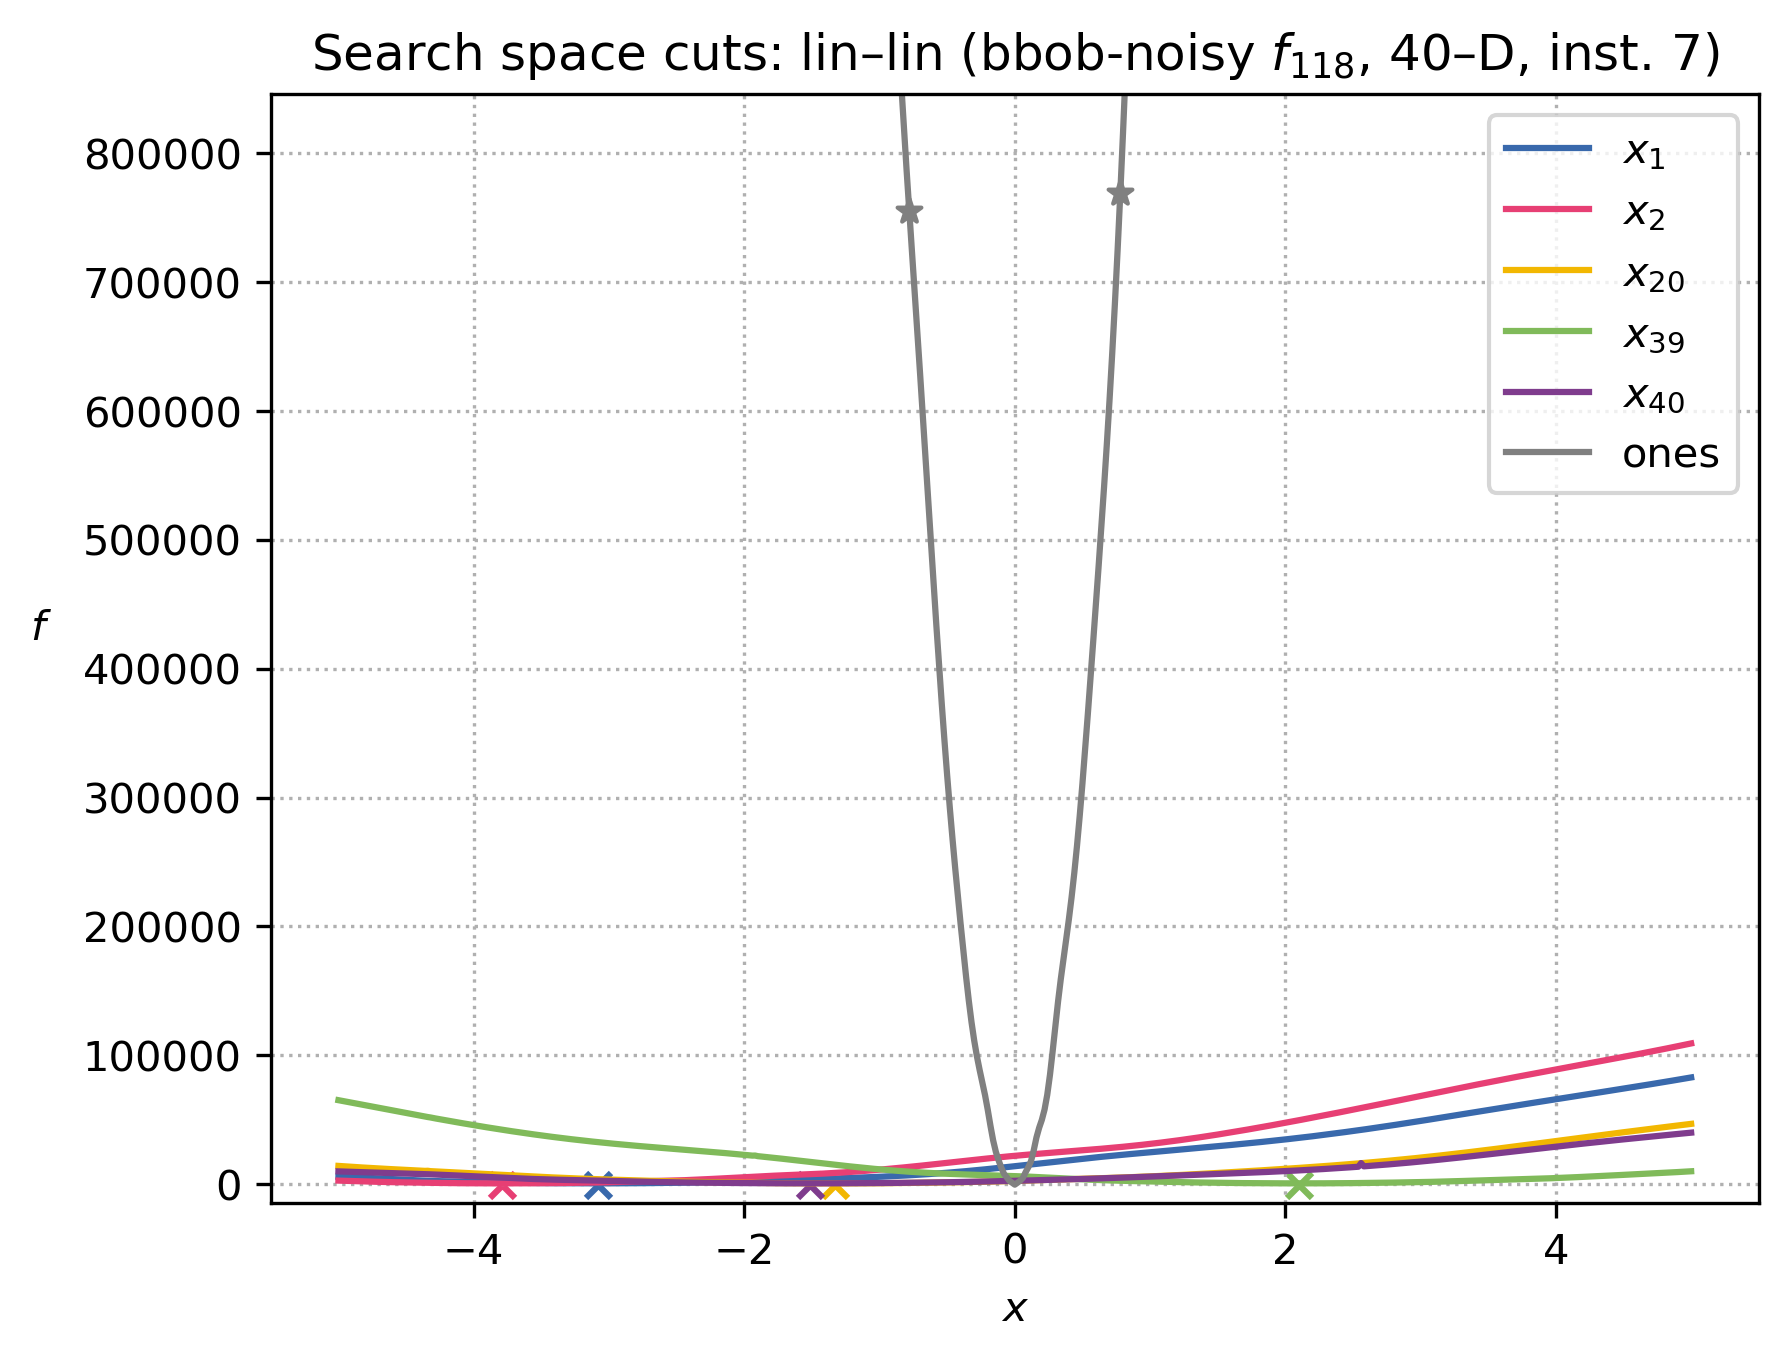 Search space cuts: lin–lin (bbob-noisy f₁₁₈, 40–D, inst. 7)
800000
700000
600000
500000
400000
300000
200000
100000
0
f
x₁
x₂
x₂₀
x₃₉
x₄₀
ones
−4
−2
0
2
4
x